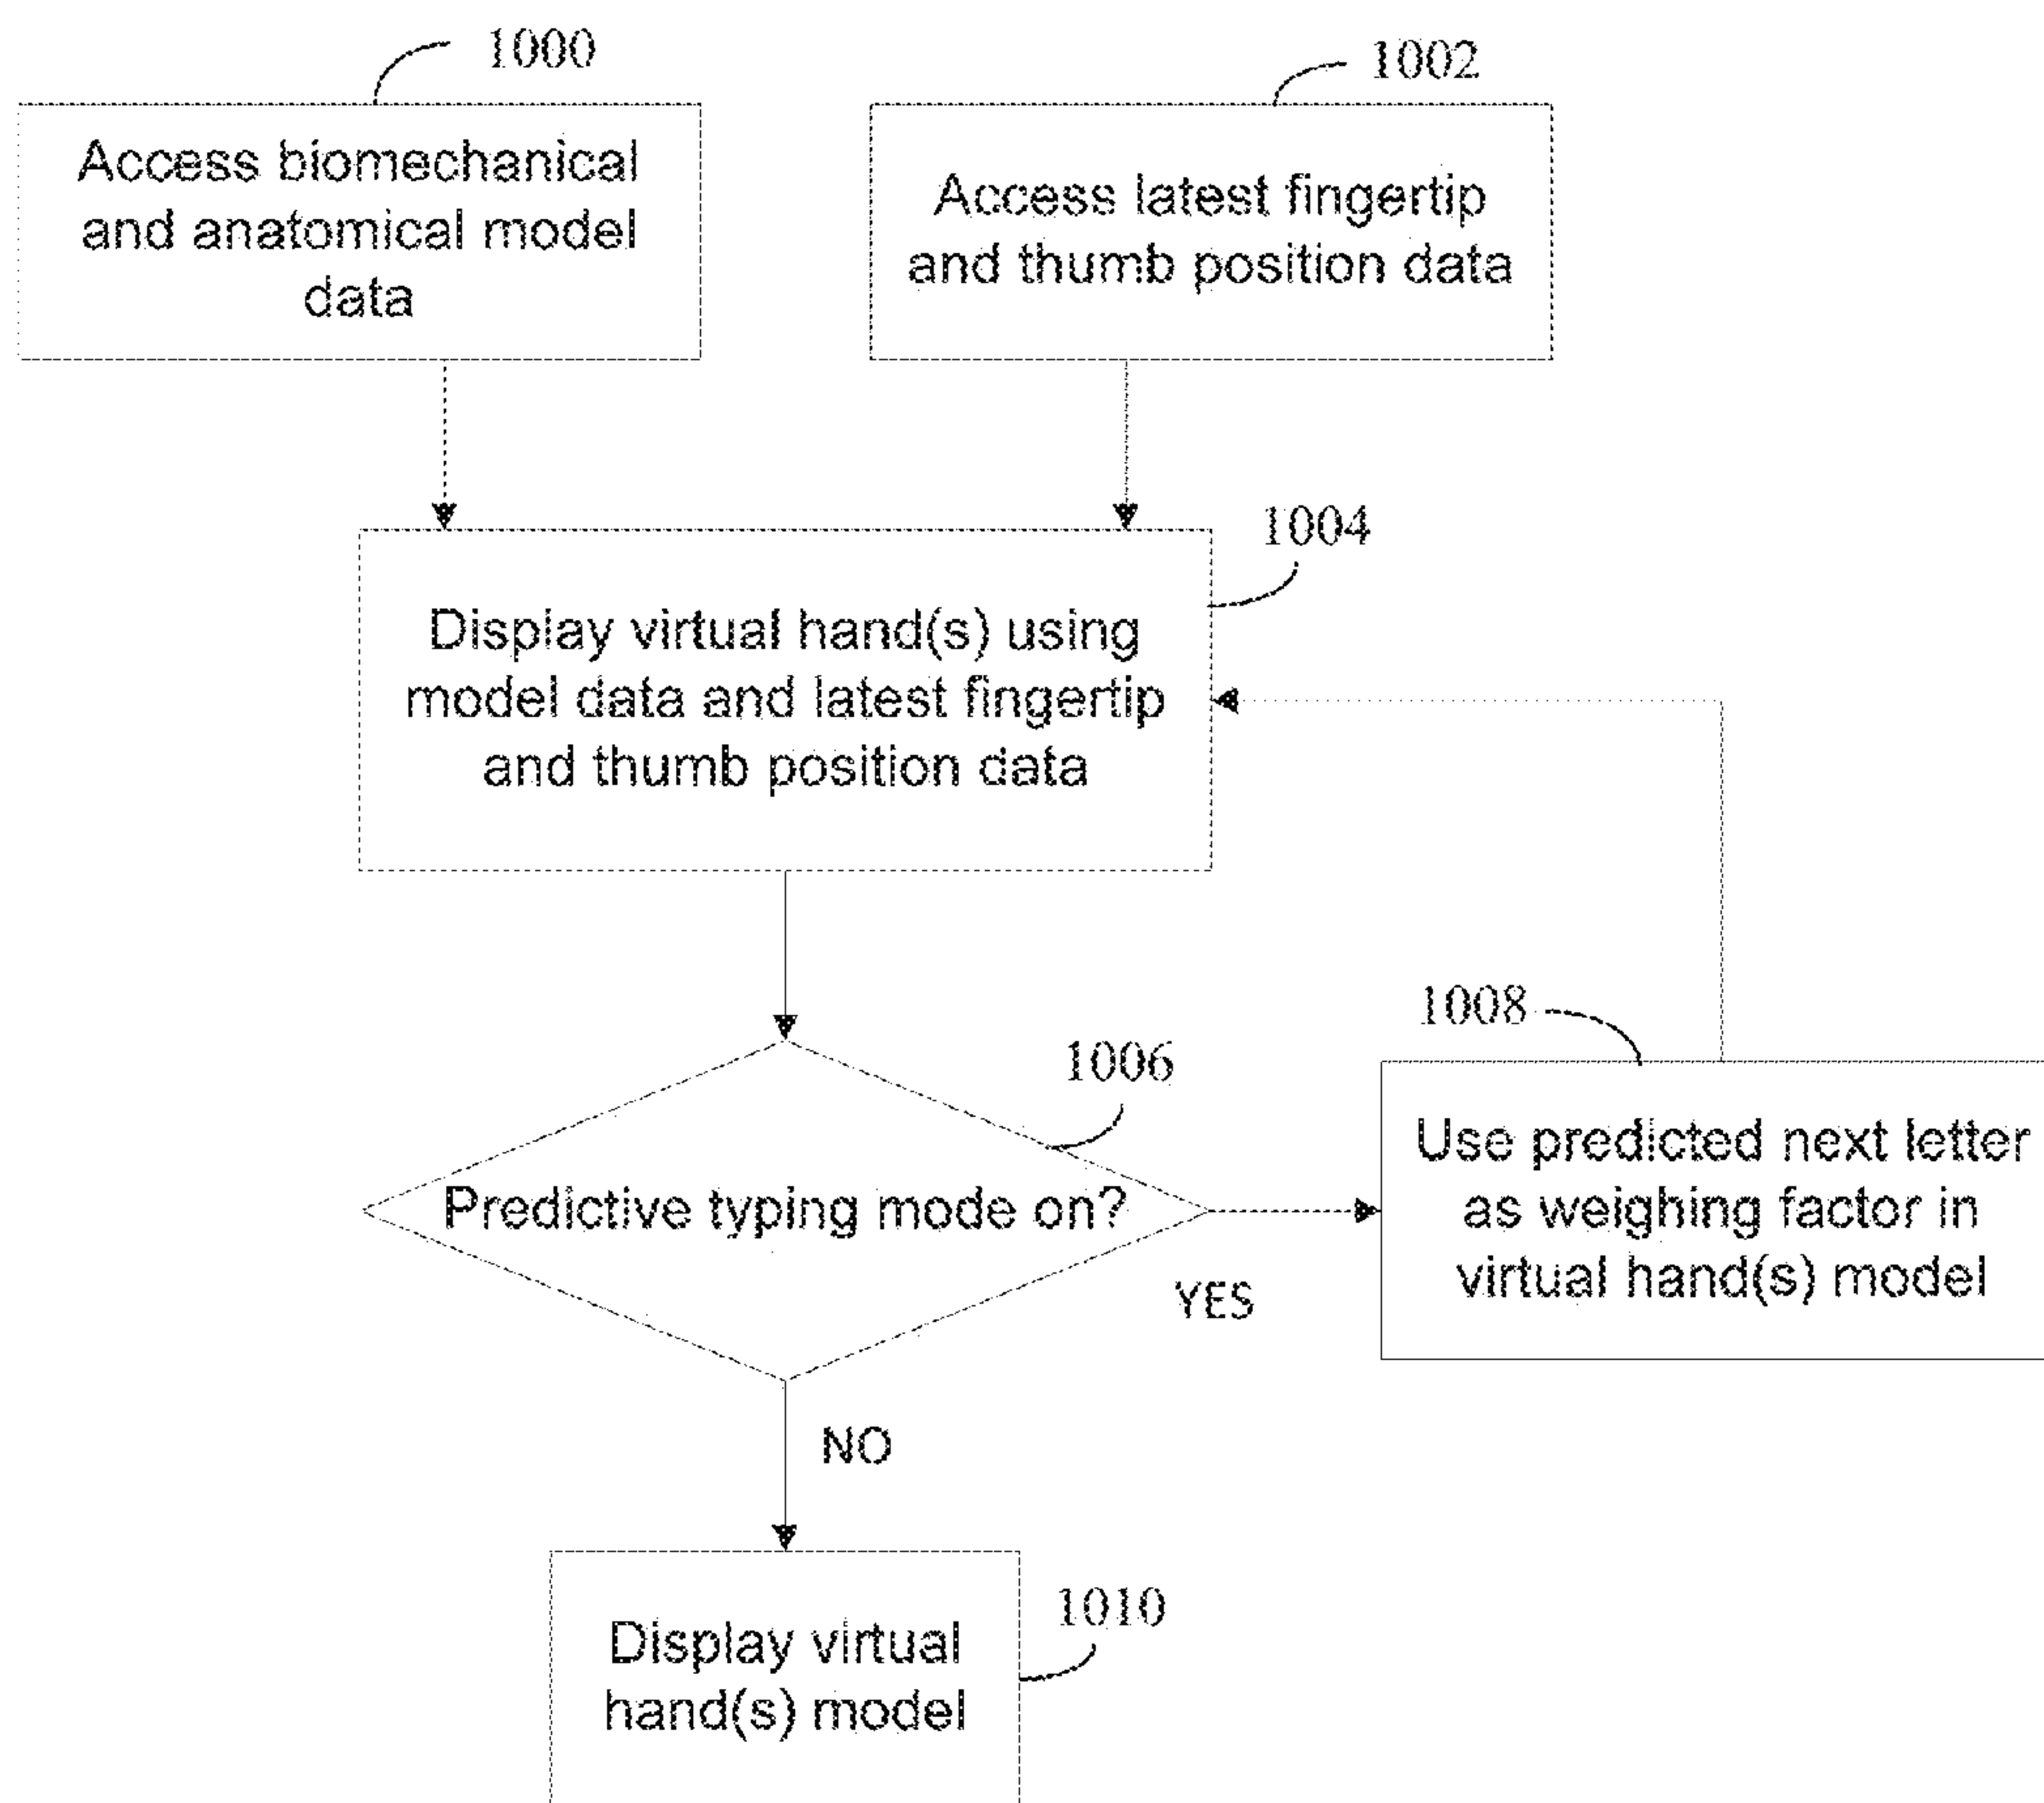 1000
Access biomechanical
and anatomical model
data
1002
Access latest fingertip
and thumb position data
1004
Display virtual hand(s) using
model data and latest fingertip
and thumb position data
1006
Predictive typing mode on?
YES
1008
Use predicted next letter
as weighing factor in
virtual hand(s) model
NO
1010
Display virtual
hand(s) model